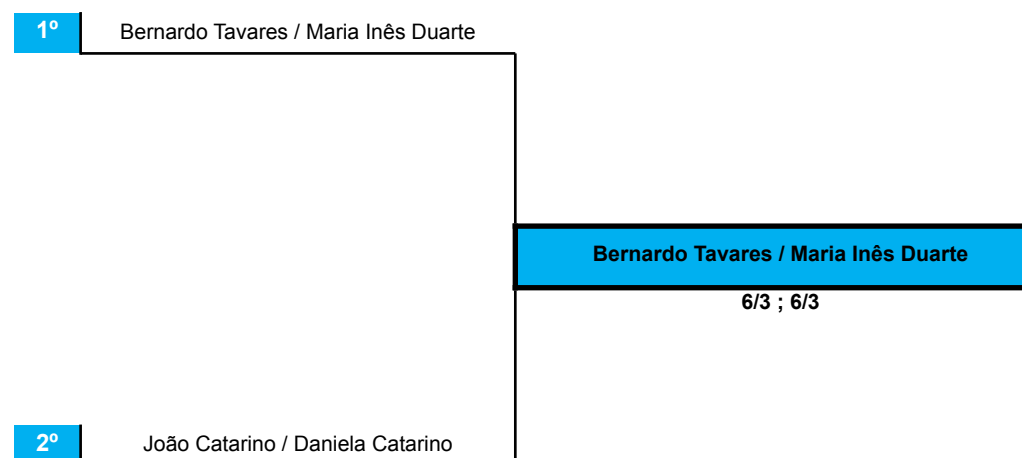 1º Bernardo Tavares / Maria Inês Duarte
Bernardo Tavares / Maria Inês Duarte
6/3 ; 6/3
2º João Catarino / Daniela Catarino